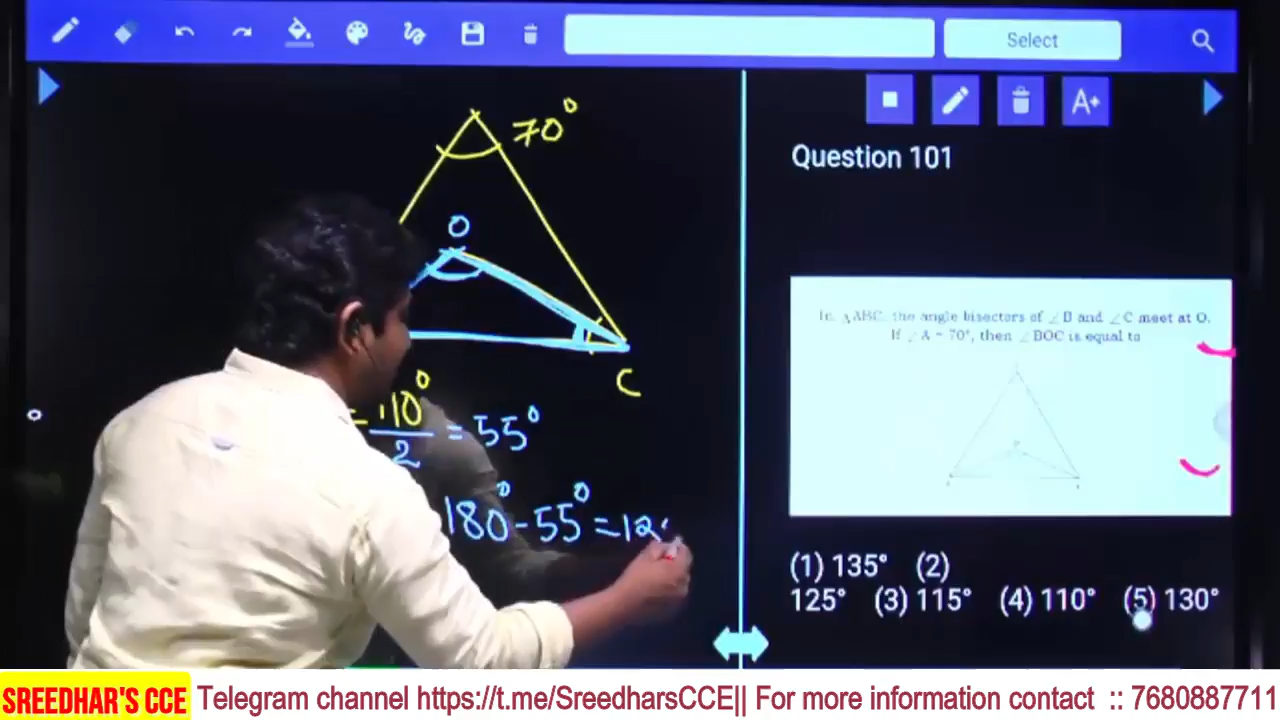 Select
A+
70°
O
C
= 110° / 2 = 55°
180° - 55° = 12
Question 101
In △ABC, the angle bisectors of ∠B and ∠C meet at O.
If ∠A = 70°, then ∠BOC is equal to
(1) 135° (2)
125° (3) 115° (4) 110° (5) 130°
SREEDHAR'S CCE Telegram channel https://t.me/SreedharsCCE|| For more information contact :: 7680887711